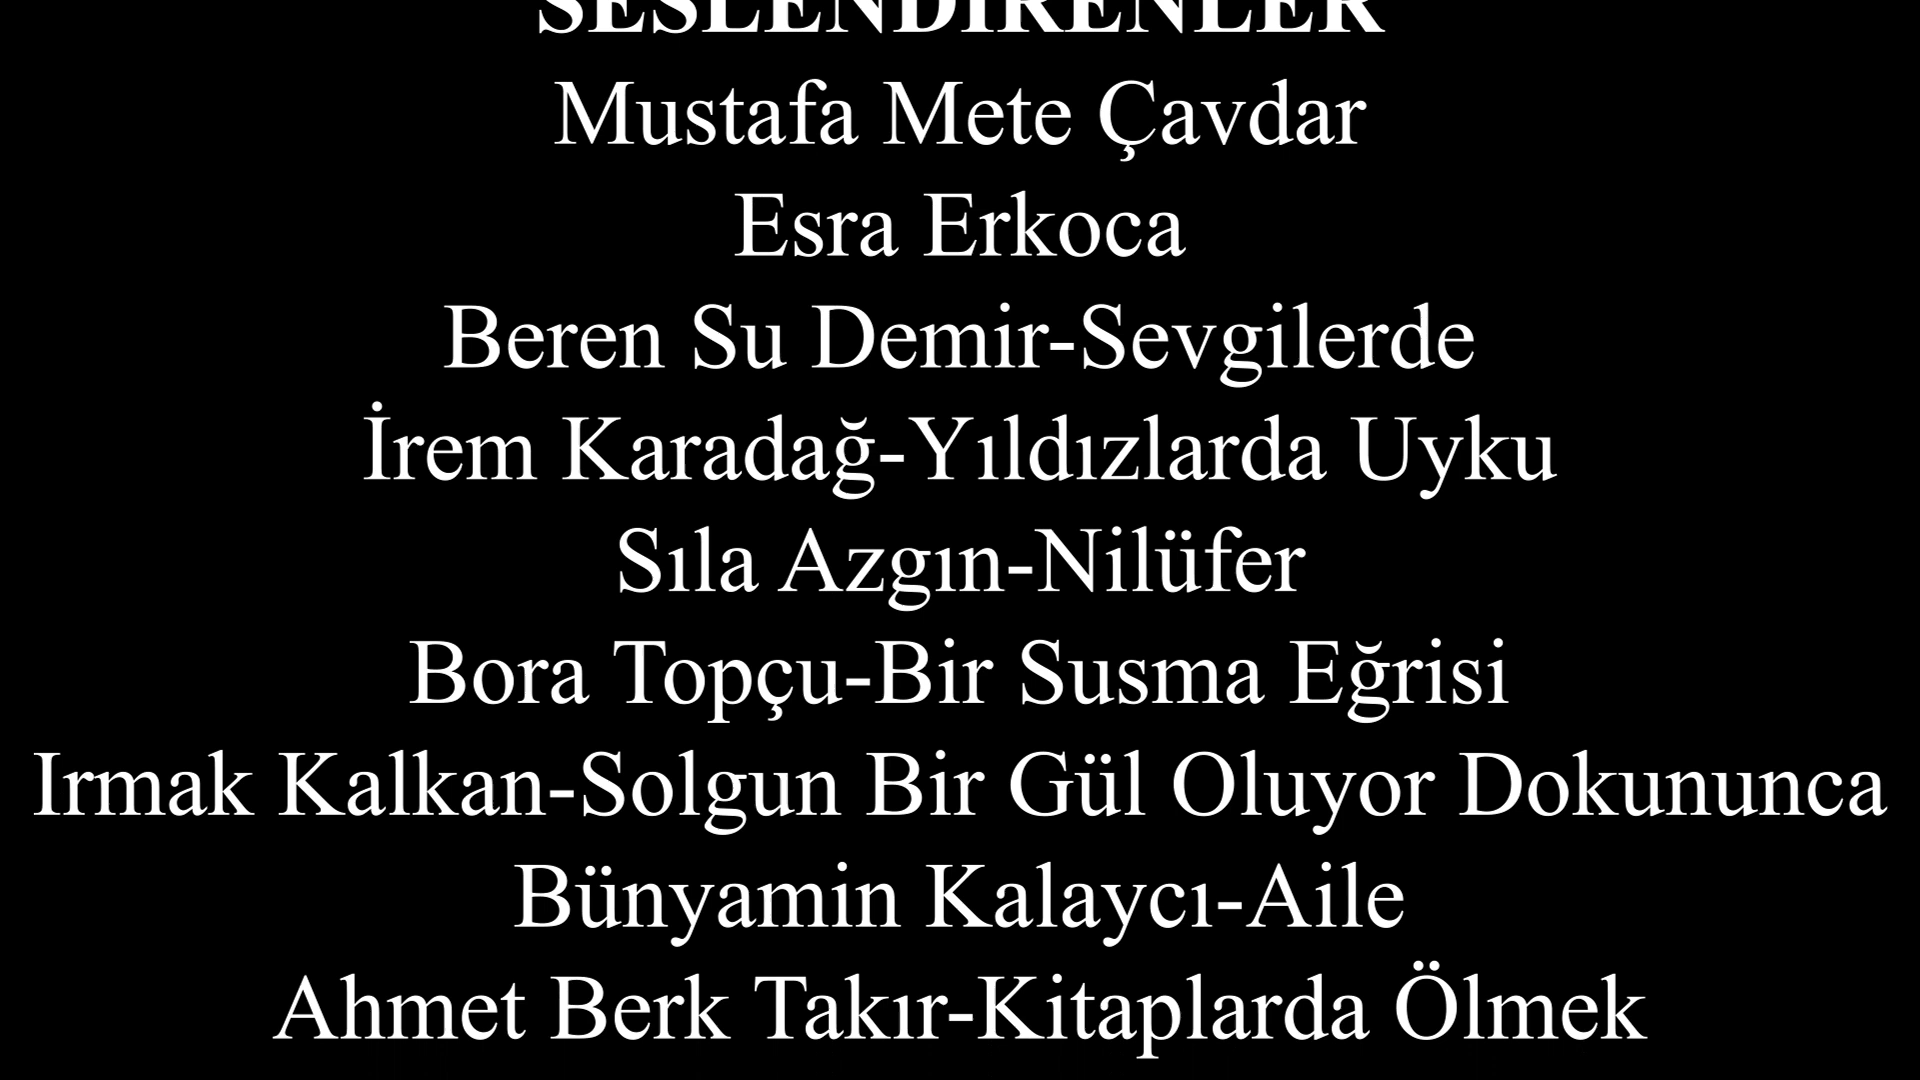 SESLENDİRENLER
Mustafa Mete Çavdar
Esra Erkoca
Beren Su Demir-Sevgilerde
İrem Karadağ-Yıldızlarda Uyku
Sıla Azgın-Nilüfer
Bora Topçu-Bir Susma Eğrisi
Irmak Kalkan-Solgun Bir Gül Oluyor Dokununca
Bünyamin Kalaycı-Aile
Ahmet Berk Takır-Kitaplarda Ölmek